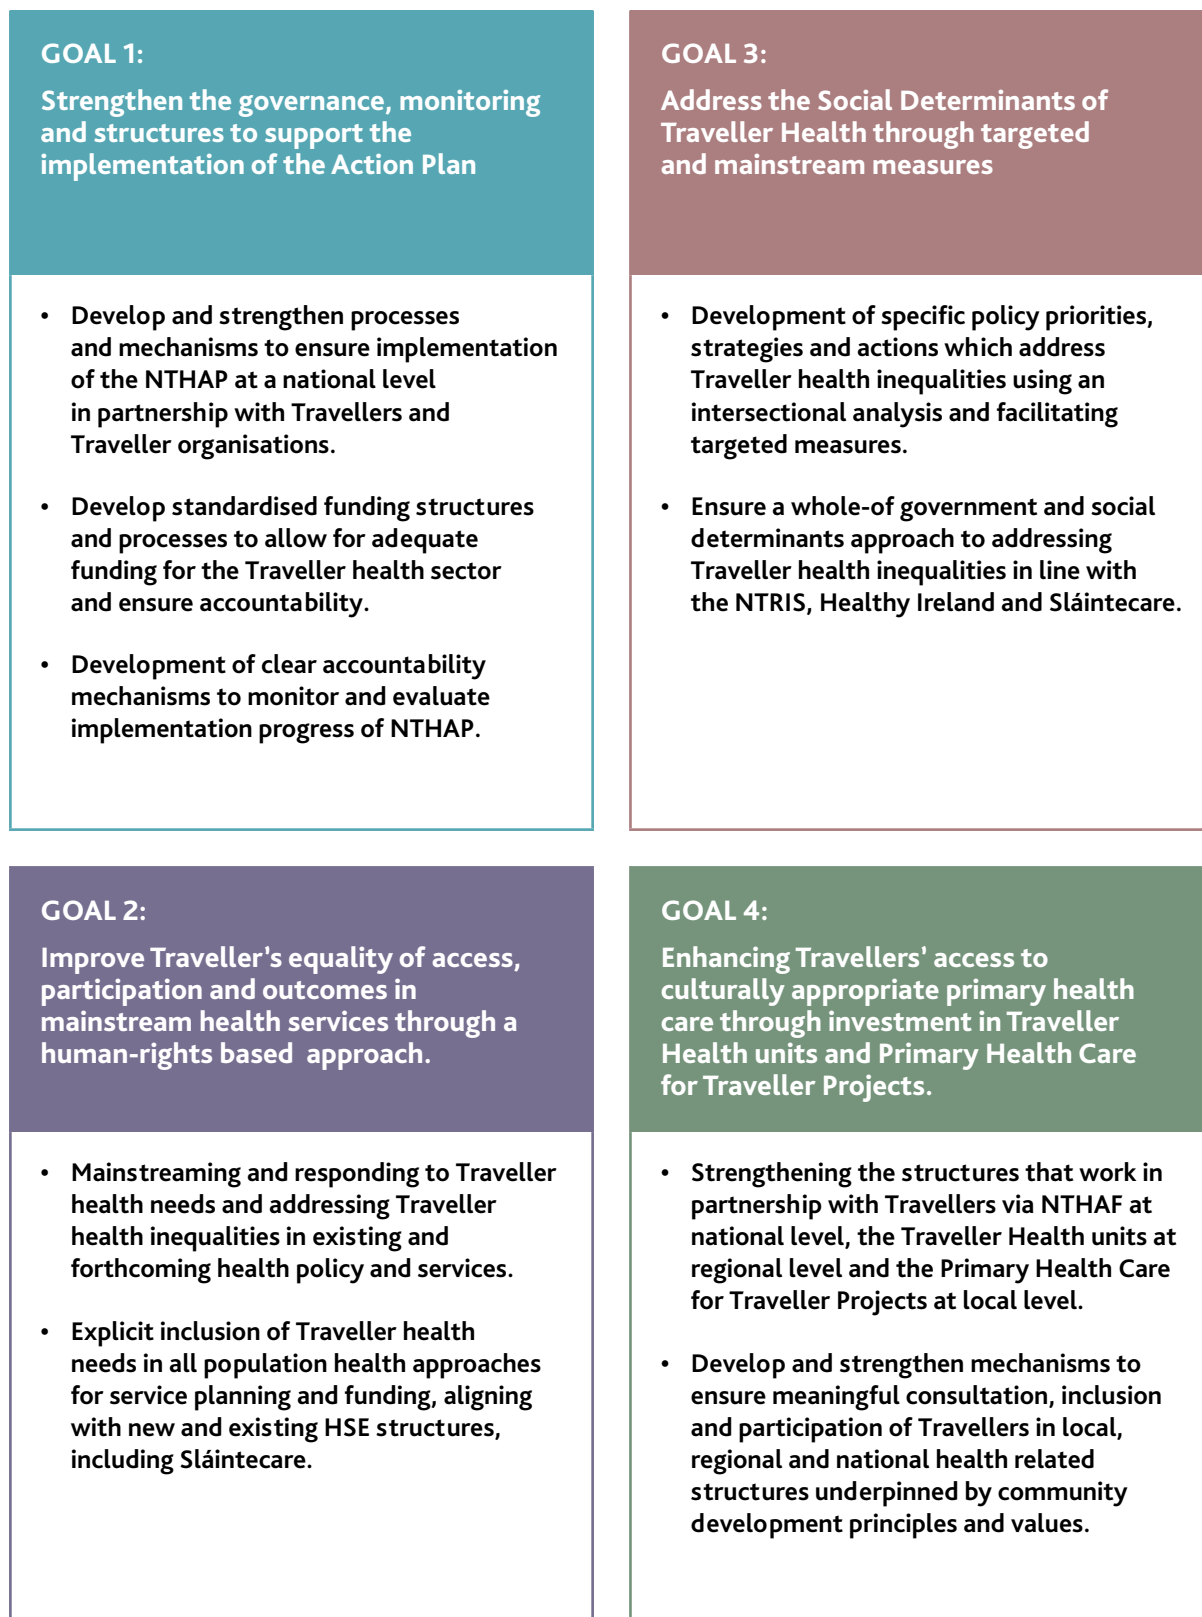 GOAL 1:
Strengthen the governance, monitoring
and structures to support the
implementation of the Action Plan
• Develop and strengthen processes
and mechanisms to ensure implementation
of the NTHAP at a national level
in partnership with Travellers and
Traveller organisations.
• Develop standardised funding structures
and processes to allow for adequate
funding for the Traveller health sector
and ensure accountability.
• Development of clear accountability
mechanisms to monitor and evaluate
implementation progress of NTHAP.
GOAL 2:
Improve Traveller’s equality of access,
participation and outcomes in
mainstream health services through a
human-rights based  approach.
• Mainstreaming and responding to Traveller
health needs and addressing Traveller
health inequalities in existing and
forthcoming health policy and services.
• Explicit inclusion of Traveller health
needs in all population health approaches
for service planning and funding, aligning
with new and existing HSE structures,
including Sláintecare.
GOAL 3:
Address the Social Determinants of
Traveller Health through targeted
and mainstream measures
• Development of specific policy priorities,
strategies and actions which address
Traveller health inequalities using an
intersectional analysis and facilitating
targeted measures.
• Ensure a whole-of government and social
determinants approach to addressing
Traveller health inequalities in line with
the NTRIS, Healthy Ireland and Sláintecare.
GOAL 4:
Enhancing Travellers’ access to
culturally appropriate primary health
care through investment in Traveller
Health units and Primary Health Care
for Traveller Projects.
• Strengthening the structures that work in
partnership with Travellers via NTHAF at
national level, the Traveller Health units at
regional level and the Primary Health Care
for Traveller Projects at local level.
• Develop and strengthen mechanisms to
ensure meaningful consultation, inclusion
and participation of Travellers in local,
regional and national health related
structures underpinned by community
development principles and values.